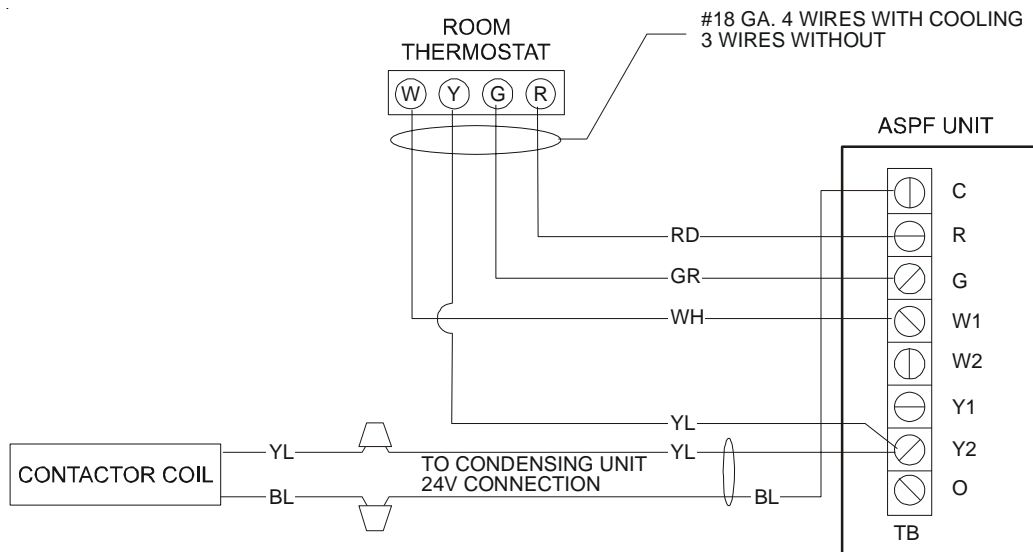 #18 GA. 4 WIRES WITH COOLING
3 WIRES WITHOUT
ROOM
THERMOSTAT
W Y G R
ASPF UNIT
C
RD R
GR G
WH W1
W2
Y1
YL
YL YL Y2
CONTACTOR COIL
TO CONDENSING UNIT
24V CONNECTION
BL BL O
TB